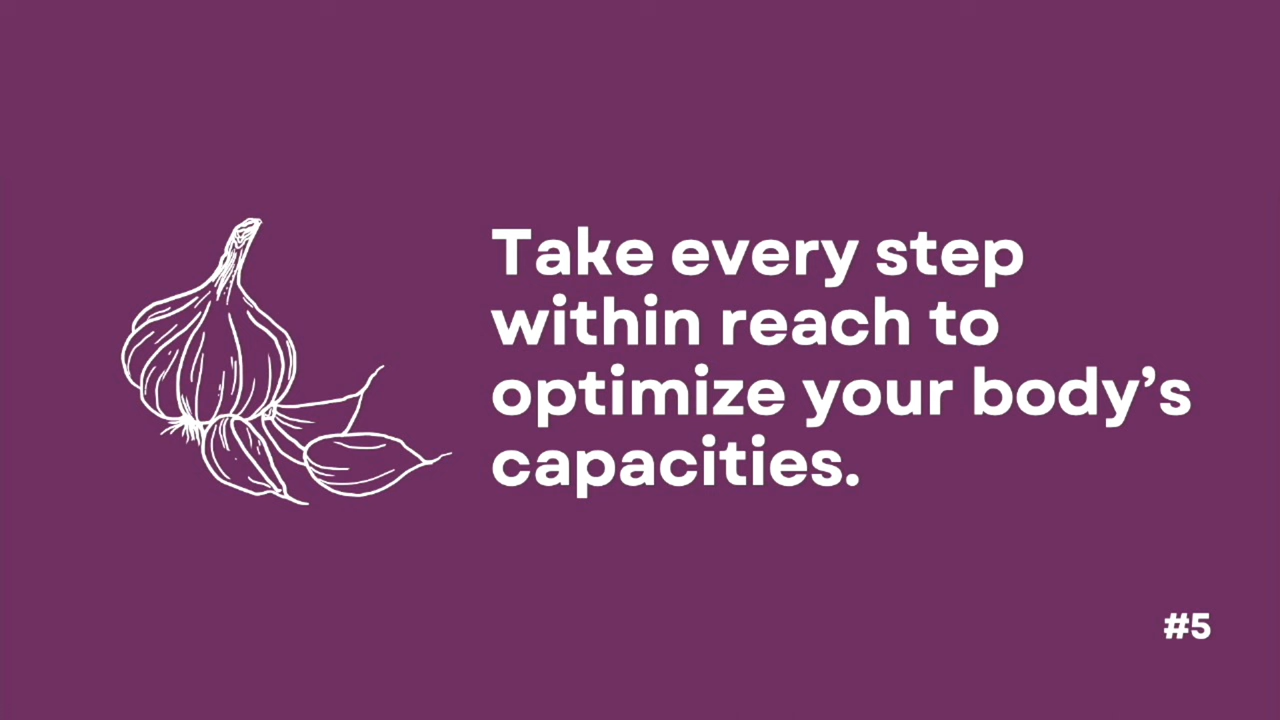 Take every step
within reach to
optimize your body’s
capacities.
#5